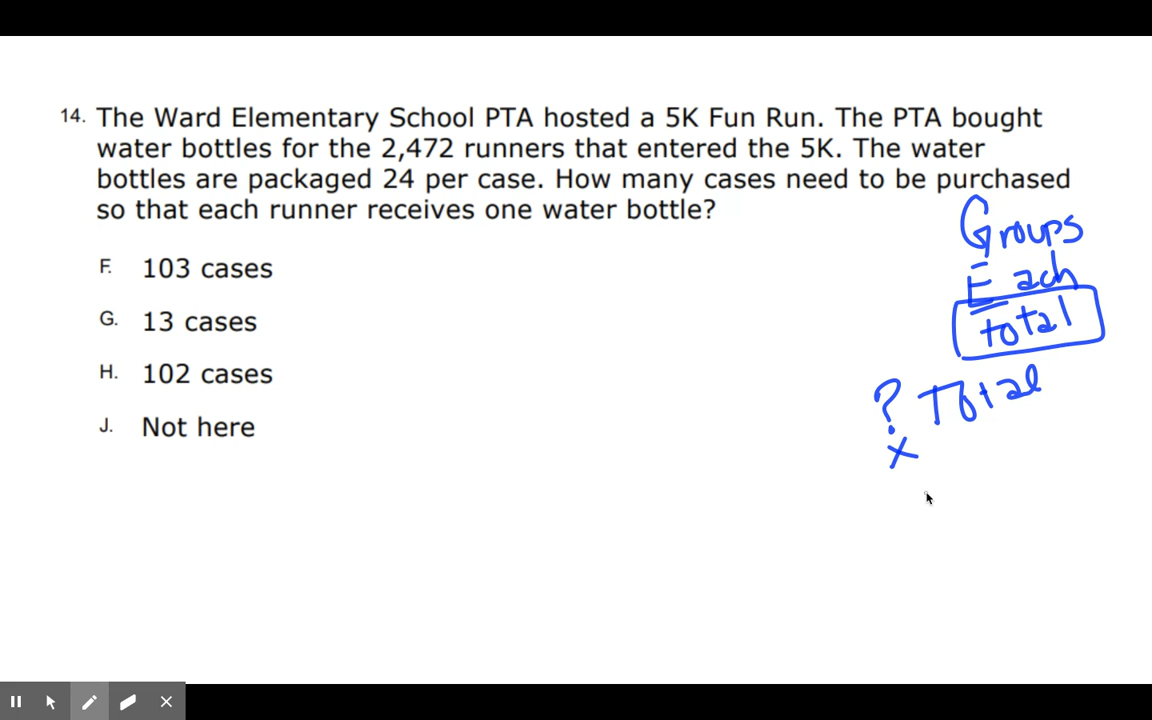 14. The Ward Elementary School PTA hosted a 5K Fun Run. The PTA bought
water bottles for the 2,472 runners that entered the 5K. The water
bottles are packaged 24 per case. How many cases need to be purchased
so that each runner receives one water bottle?
Groups
F. 103 cases
Each
G. 13 cases
total
H. 102 cases
? Total
x
J. Not here